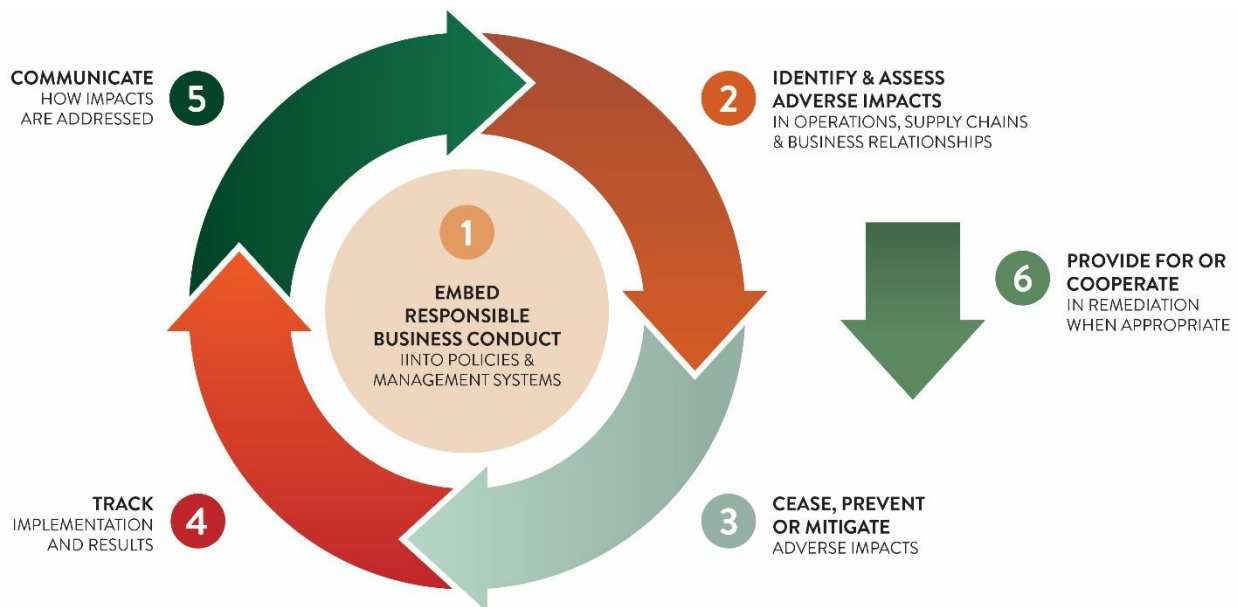 1
EMBED
RESPONSIBLE
BUSINESS CONDUCT
IINTO POLICIES &
MANAGEMENT SYSTEMS
2
IDENTIFY & ASSESS
ADVERSE IMPACTS
IN OPERATIONS, SUPPLY CHAINS
& BUSINESS RELATIONSHIPS
3
CEASE, PREVENT
OR MITIGATE
ADVERSE IMPACTS
4
TRACK
IMPLEMENTATION
AND RESULTS
5
COMMUNICATE
HOW IMPACTS
ARE ADDRESSED
6
PROVIDE FOR OR
COOPERATE
IN REMEDIATION
WHEN APPROPRIATE